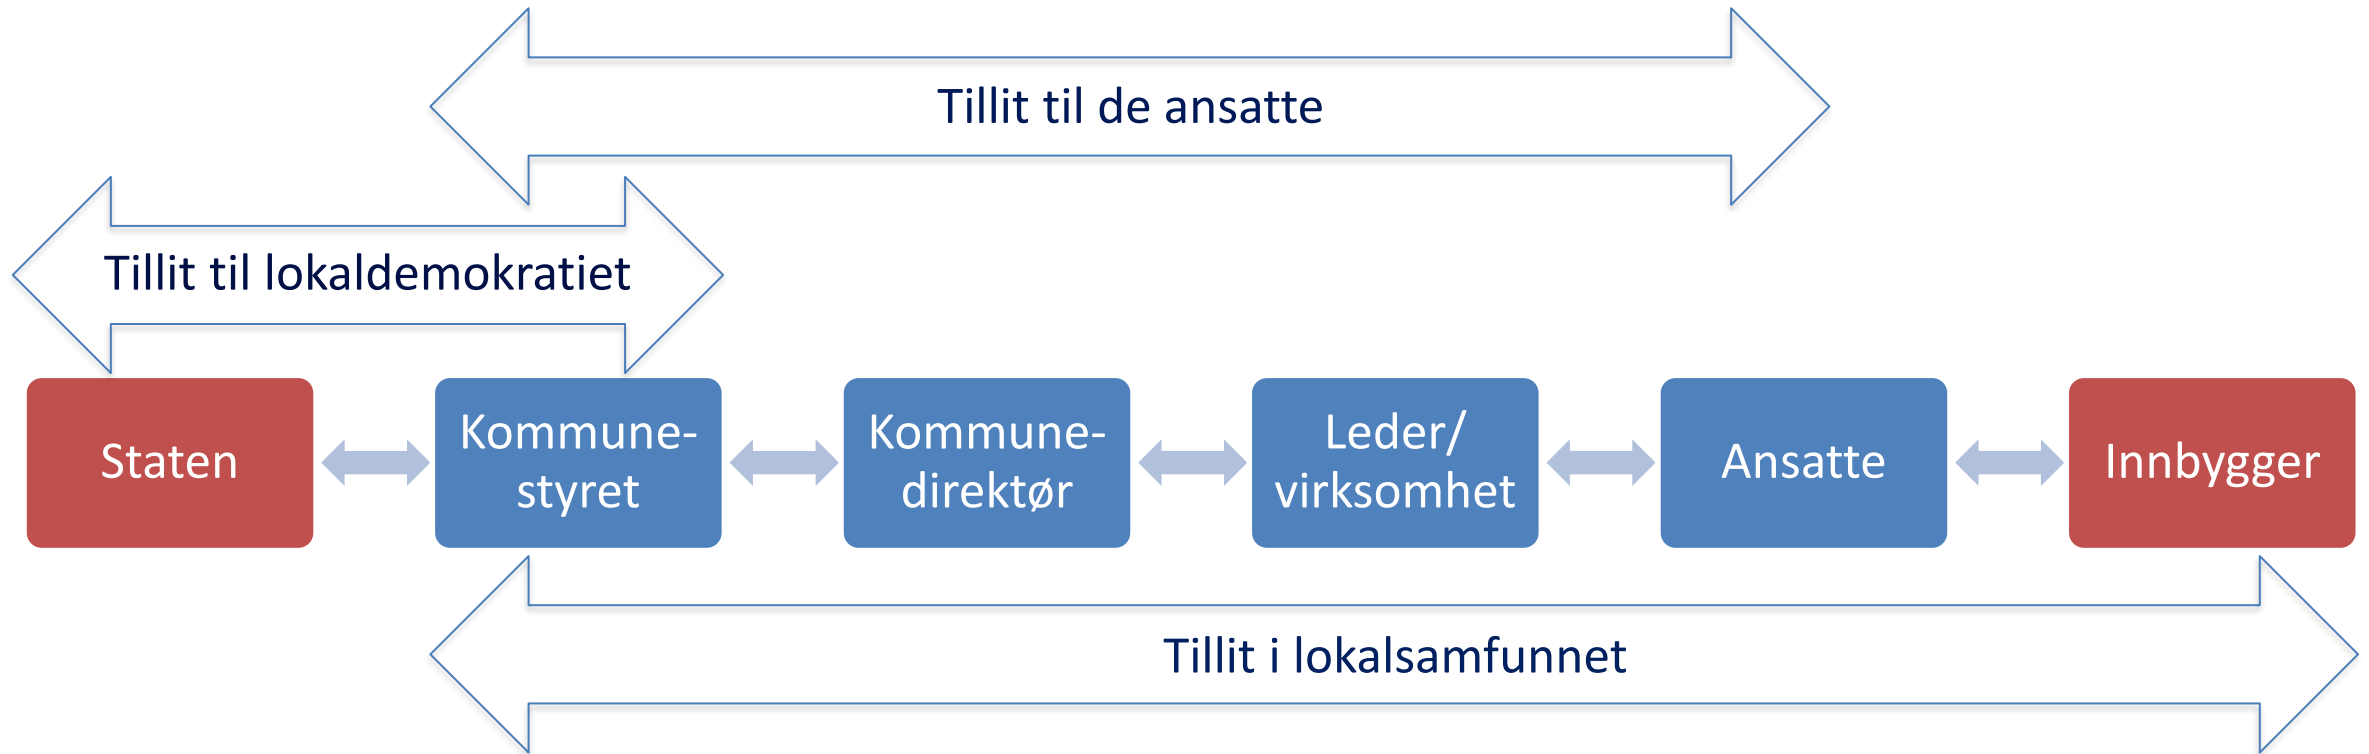 Tillit til de ansatte
Tillit til lokaldemokratiet
Staten
Kommune-
styret
Kommune-
direktør
Leder/
virksomhet
Ansatte
Innbygger
Tillit i lokalsamfunnet